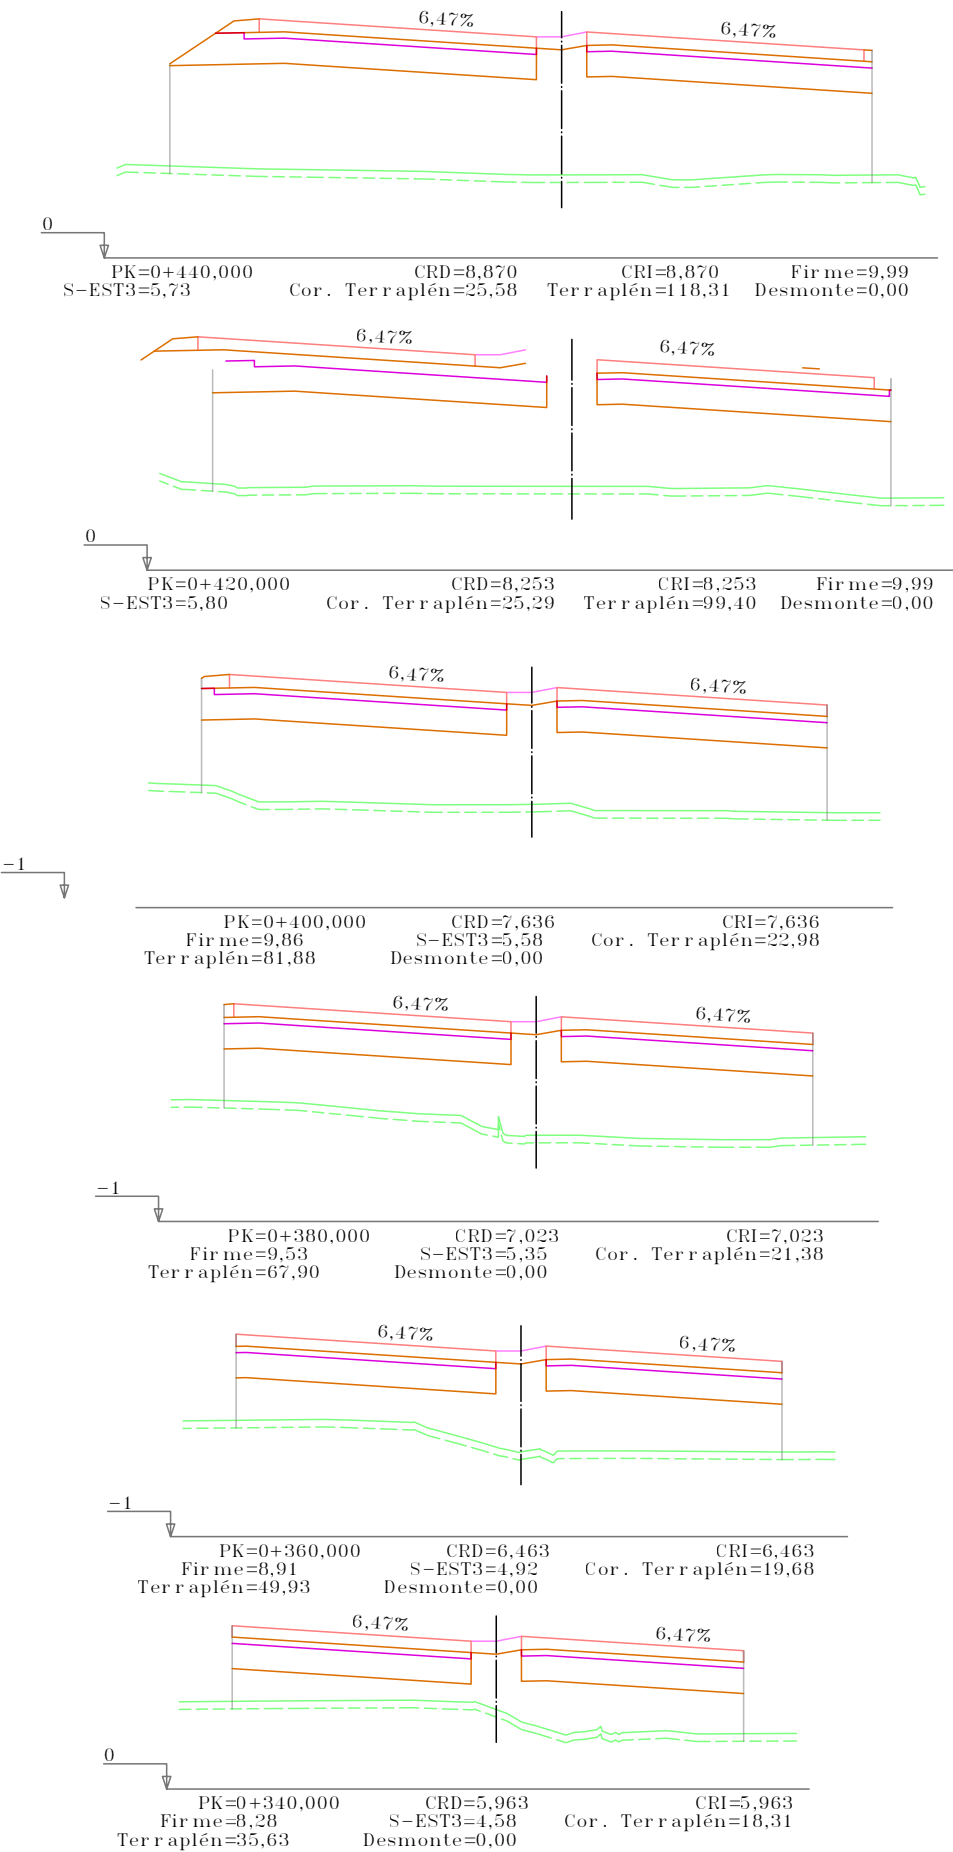 6,47%
6,47%
0
PK=0+440,000 CRD=8,870 CRI=8,870 Firme=9,99
S-EST3=5,73 Cor. Terraplén=25,58 Terraplén=118,31 Desmonte=0,00
6,47%
6,47%
0
PK=0+420,000 CRD=8,253 CRI=8,253 Firme=9,99
S-EST3=5,80 Cor. Terraplén=25,29 Terraplén=99,40 Desmonte=0,00
6,47%
6,47%
-1
PK=0+400,000 CRD=7,636 CRI=7,636
Firme=9,86 S-EST3=5,58 Cor. Terraplén=22,98
Terraplén=81,88 Desmonte=0,00
6,47%
6,47%
-1
PK=0+380,000 CRD=7,023 CRI=7,023
Firme=9,53 S-EST3=5,35 Cor. Terraplén=21,38
Terraplén=67,90 Desmonte=0,00
6,47%
6,47%
-1
PK=0+360,000 CRD=6,463 CRI=6,463
Firme=8,91 S-EST3=4,92 Cor. Terraplén=19,68
Terraplén=49,93 Desmonte=0,00
6,47%
6,47%
0
PK=0+340,000 CRD=5,963 CRI=5,963
Firme=8,28 S-EST3=4,58 Cor. Terraplén=18,31
Terraplén=35,63 Desmonte=0,00